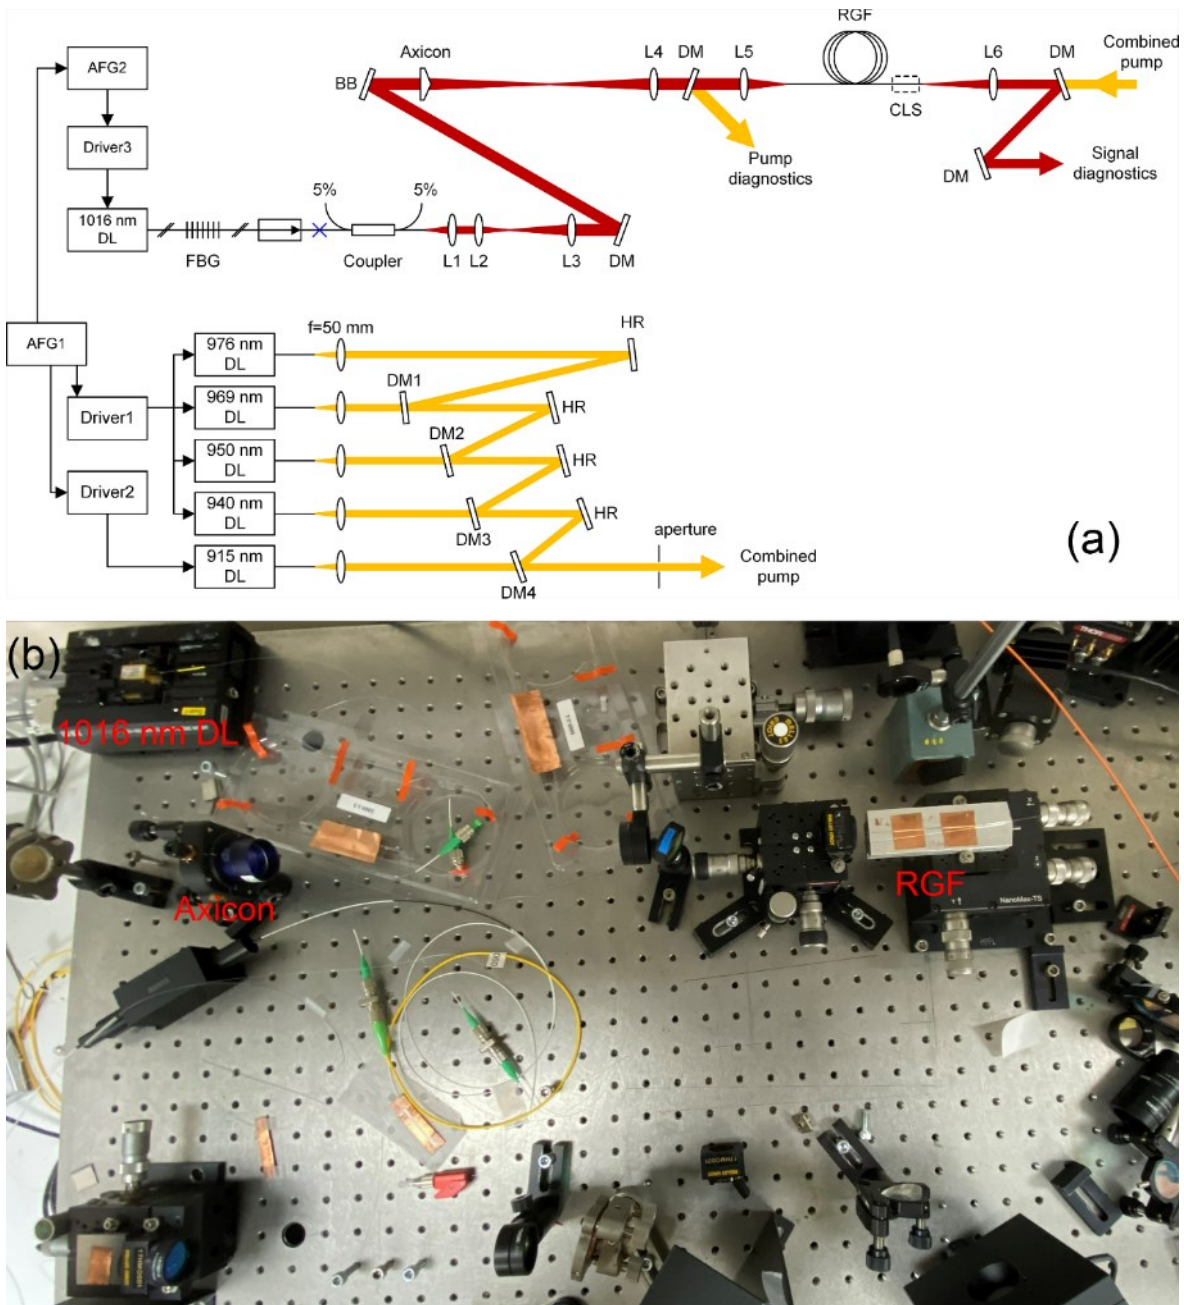 RGF
Axicon
L4
DM
L5
L6
DM
Combined
pump
AFG2
BB
CLS
Driver3
Pump
diagnostics
DM
Signal
diagnostics
5%
5%
1016 nm
DL
FBG
Coupler
L1
L2
L3
DM
AFG1
f=50 mm
HR
976 nm
DL
DM1
969 nm
DL
HR
Driver1
DM2
950 nm
DL
HR
Driver2
940 nm
DL
HR
DM3
aperture
(a)
915 nm
DL
DM4
Combined
pump
(b)
1016 nm DL
Axicon
RGF
NanoMax-TS